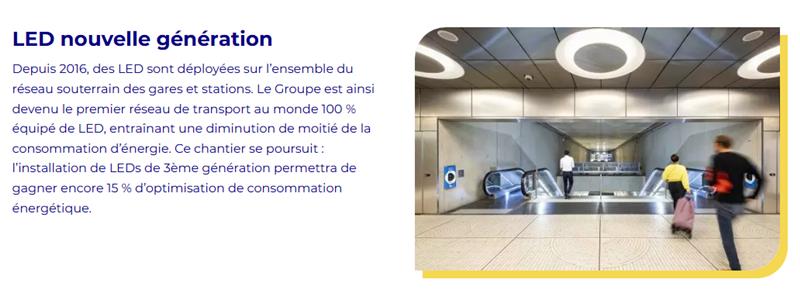 LED nouvelle génération
Depuis 2016, des LED sont déployées sur l’ensemble du
réseau souterrain des gares et stations. Le Groupe est ainsi
devenu le premier réseau de transport au monde 100 %
équipé de LED, entraînant une diminution de moitié de la
consommation d’énergie. Ce chantier se poursuit :
l’installation de LEDs de 3ème génération permettra de
gagner encore 15 % d’optimisation de consommation
énergétique.